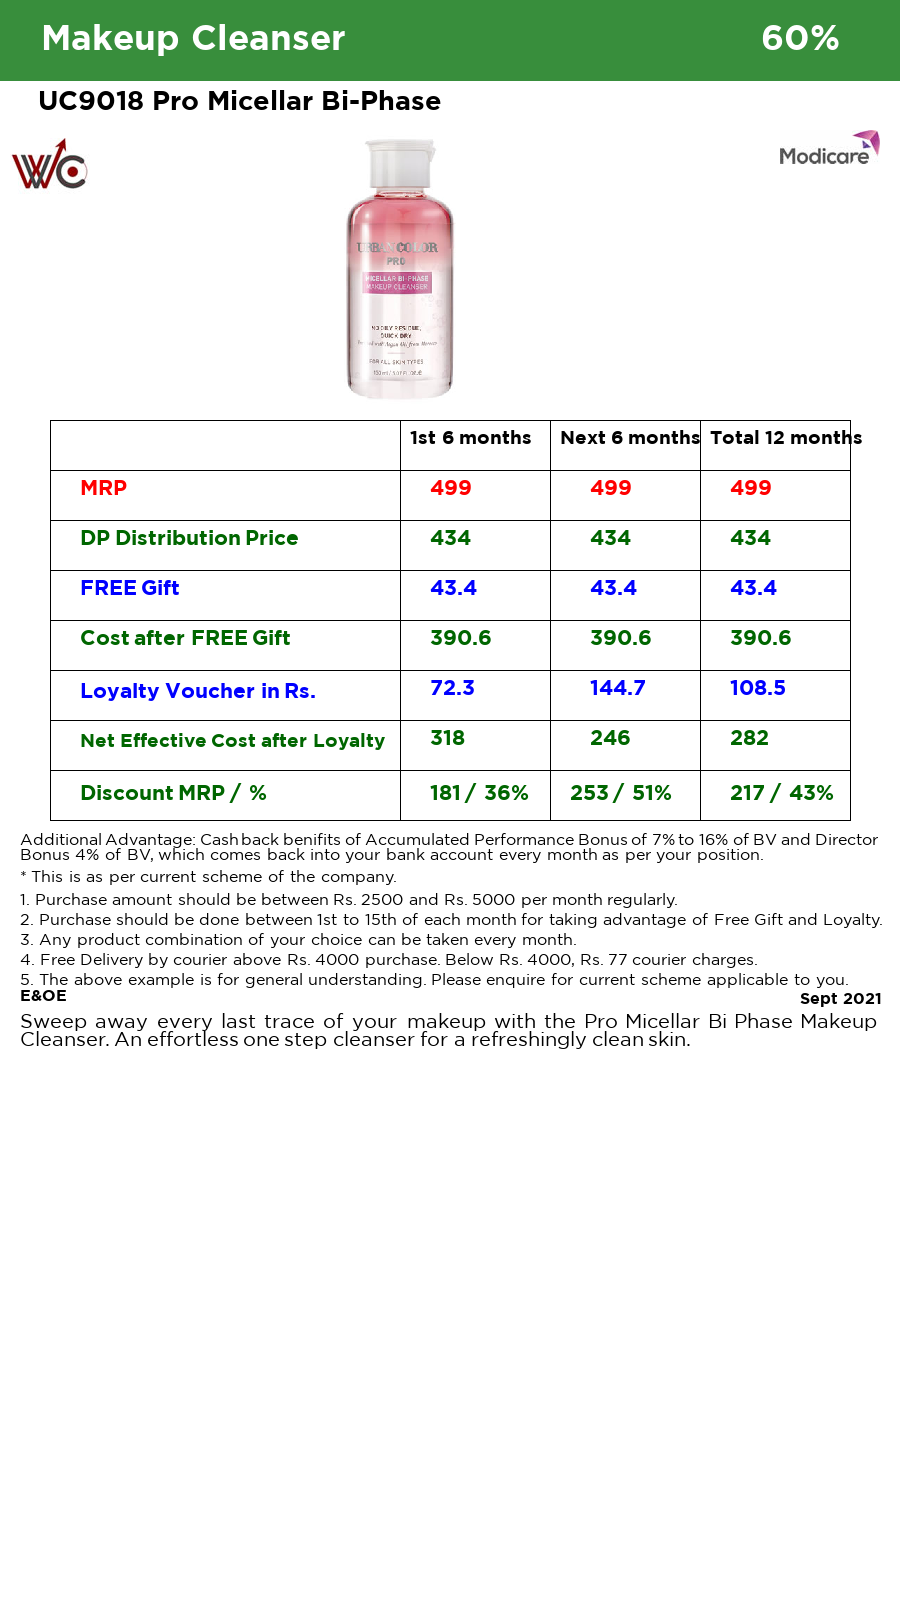 Makeup Cleanser 60%
UC9018 Pro Micellar Bi-Phase
WC
Modicare
URBAN COLOR
PRO
MICELLAR BI-PHASE
MAKEUP CLEANSER
NO OILY RESIDUE,
QUICK DRY
Argan Oil from Morocco
FOR ALL SKIN TYPES
1st 6 months Next 6 months Total 12 months
MRP 499 499 499
DP Distribution Price 434 434 434
FREE Gift 43.4 43.4 43.4
Cost after FREE Gift 390.6 390.6 390.6
Loyalty Voucher in Rs. 72.3 144.7 108.5
Net Effective Cost after Loyalty 318 246 282
Discount MRP / % 181 / 36% 253 / 51% 217 / 43%
Additional Advantage: Cashback benifits of Accumulated Performance Bonus of 7% to 16% of BV and Director
Bonus 4% of BV, which comes back into your bank account every month as per your position.
* This is as per current scheme of the company.
1. Purchase amount should be between Rs. 2500 and Rs. 5000 per month regularly.
2. Purchase should be done between 1st to 15th of each month for taking advantage of Free Gift and Loyalty.
3. Any product combination of your choice can be taken every month.
4. Free Delivery by courier above Rs. 4000 purchase. Below Rs. 4000, Rs. 77 courier charges.
5. The above example is for general understanding. Please enquire for current scheme applicable to you.
E&OE
Sept 2021
Sweep away every last trace of your makeup with the Pro Micellar Bi Phase Makeup
Cleanser. An effortless one step cleanser for a refreshingly clean skin.